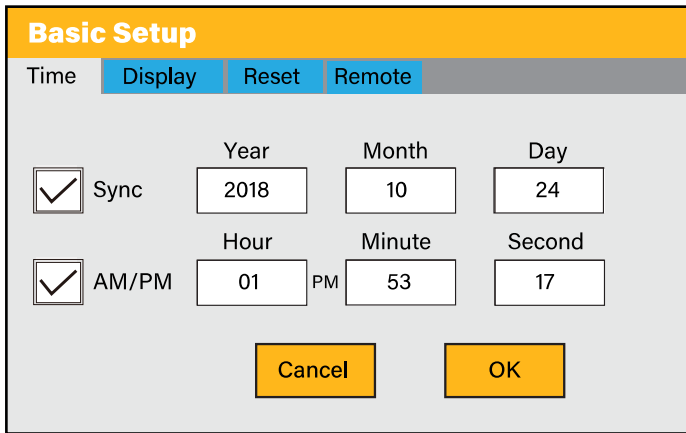 Basic Setup
Time Display Reset Remote
Year Month Day
Sync 2018 10 24
Hour Minute Second
AM/PM 01 PM 53 17
Cancel OK